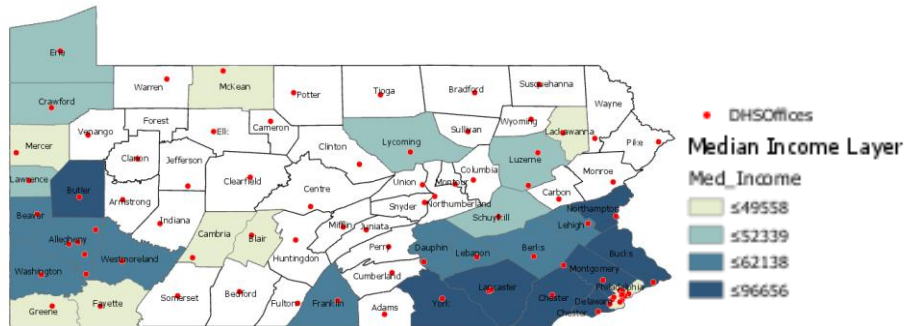 Erie
Warren
McKean
Potter
Tioga
Bradford
Susquehanna
Wayne
Crawford
Forest
Elk
Cameron
Sullivan
Wyoming
Lackawanna
Pike
Mercer
Venango
Clinton
Lycoming
Luzerne
Clarion
Jefferson
Clearfield
Centre
Union
Montour
Columbia
Monroe
Carbon
Lawrence
Butler
Armstrong
Snyder
Northumberland
Beaver
Indiana
Mifflin
Juniata
Schuylkill
Northampton
Lehigh
Allegheny
Cambria
Blair
Huntingdon
Perry
Dauphin
Lebanon
Berks
Bucks
Washington
Westmoreland
Cumberland
Montgomery
Philadelphia
Greene
Fayette
Somerset
Bedford
Fulton
Franklin
Adams
York
Lancaster
Chester
Delaware
Chester
DHSOffices
Median Income Layer
Med_Income
≤49558
≤52339
≤62138
≤96656